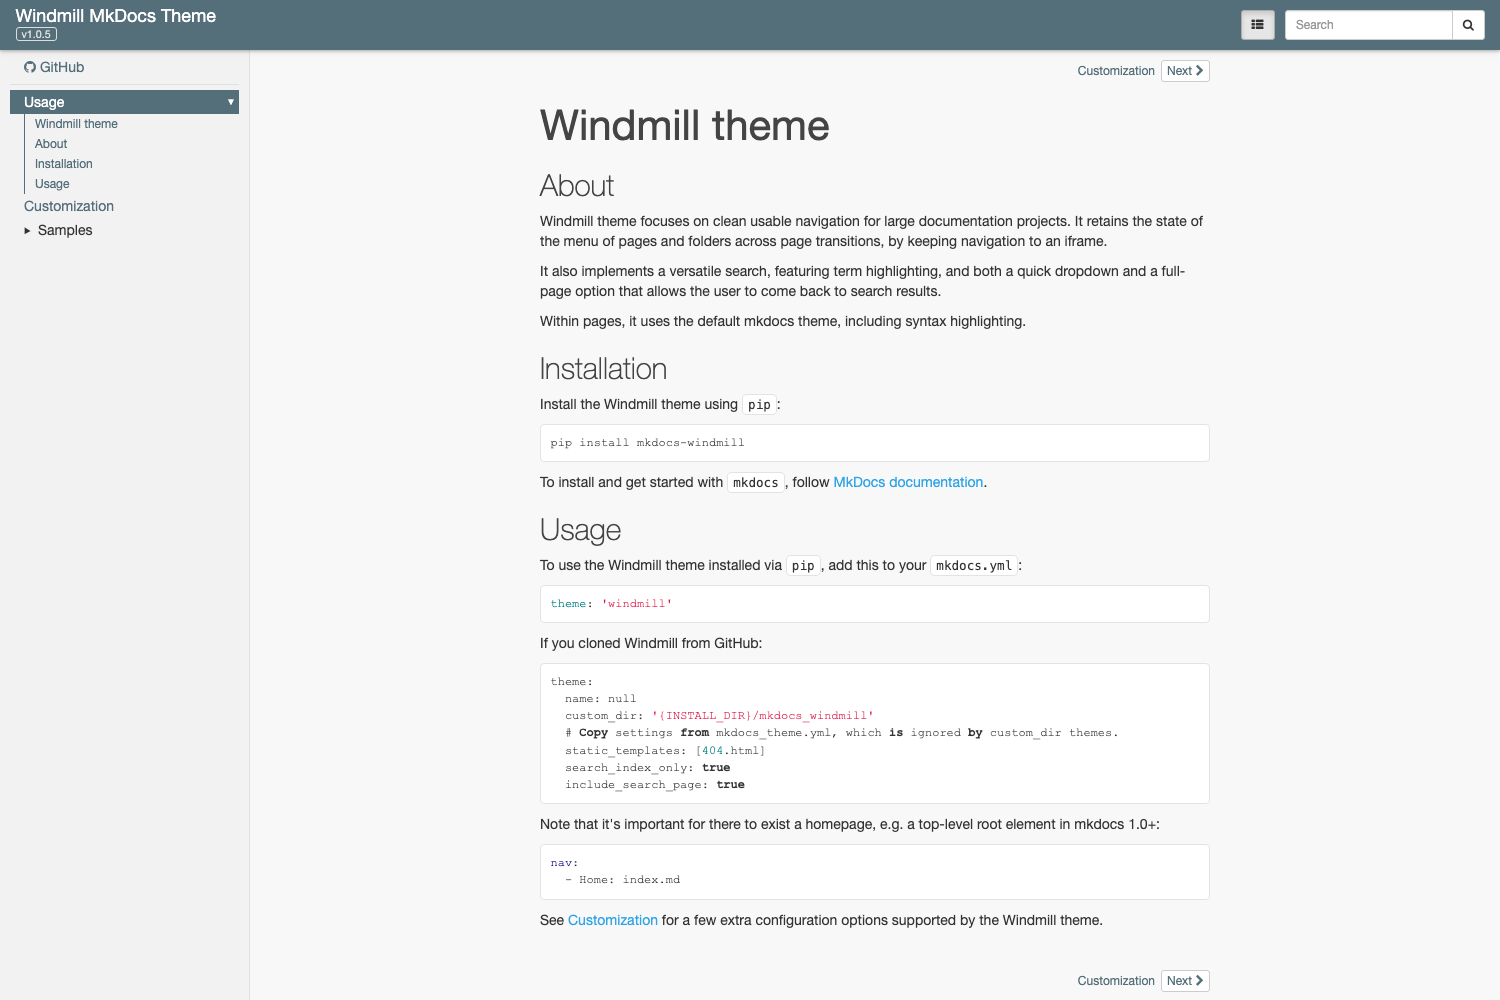 Windmill MkDocs Theme
v1.0.5
Search
GitHub
Usage
Windmill theme
About
Installation
Usage
Customization
Samples
Customization Next
Windmill theme
About
Windmill theme focuses on clean usable navigation for large documentation projects. It retains the state of
the menu of pages and folders across page transitions, by keeping navigation to an iframe.
It also implements a versatile search, featuring term highlighting, and both a quick dropdown and a full-
page option that allows the user to come back to search results.
Within pages, it uses the default mkdocs theme, including syntax highlighting.
Installation
Install the Windmill theme using pip:
pip install mkdocs-windmill
To install and get started with mkdocs, follow MkDocs documentation.
Usage
To use the Windmill theme installed via pip, add this to your mkdocs.yml:
theme: 'windmill'
If you cloned Windmill from GitHub:
theme:
  name: null
  custom_dir: '{INSTALL_DIR}/mkdocs_windmill'
  # Copy settings from mkdocs_theme.yml, which is ignored by custom_dir themes.
  static_templates: [404.html]
  search_index_only: true
  include_search_page: true
Note that it's important for there to exist a homepage, e.g. a top-level root element in mkdocs 1.0+:
nav:
  - Home: index.md
See Customization for a few extra configuration options supported by the Windmill theme.
Customization Next